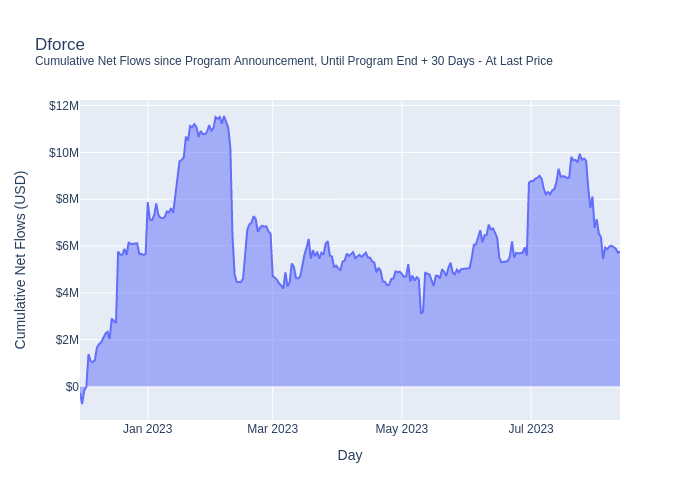 Dforce
Cumulative Net Flows since Program Announcement, Until Program End + 30 Days - At Last Price
Cumulative Net Flows (USD)
$12M
$10M
$8M
$6M
$4M
$2M
$0
Jan 2023
Mar 2023
May 2023
Jul 2023
Day